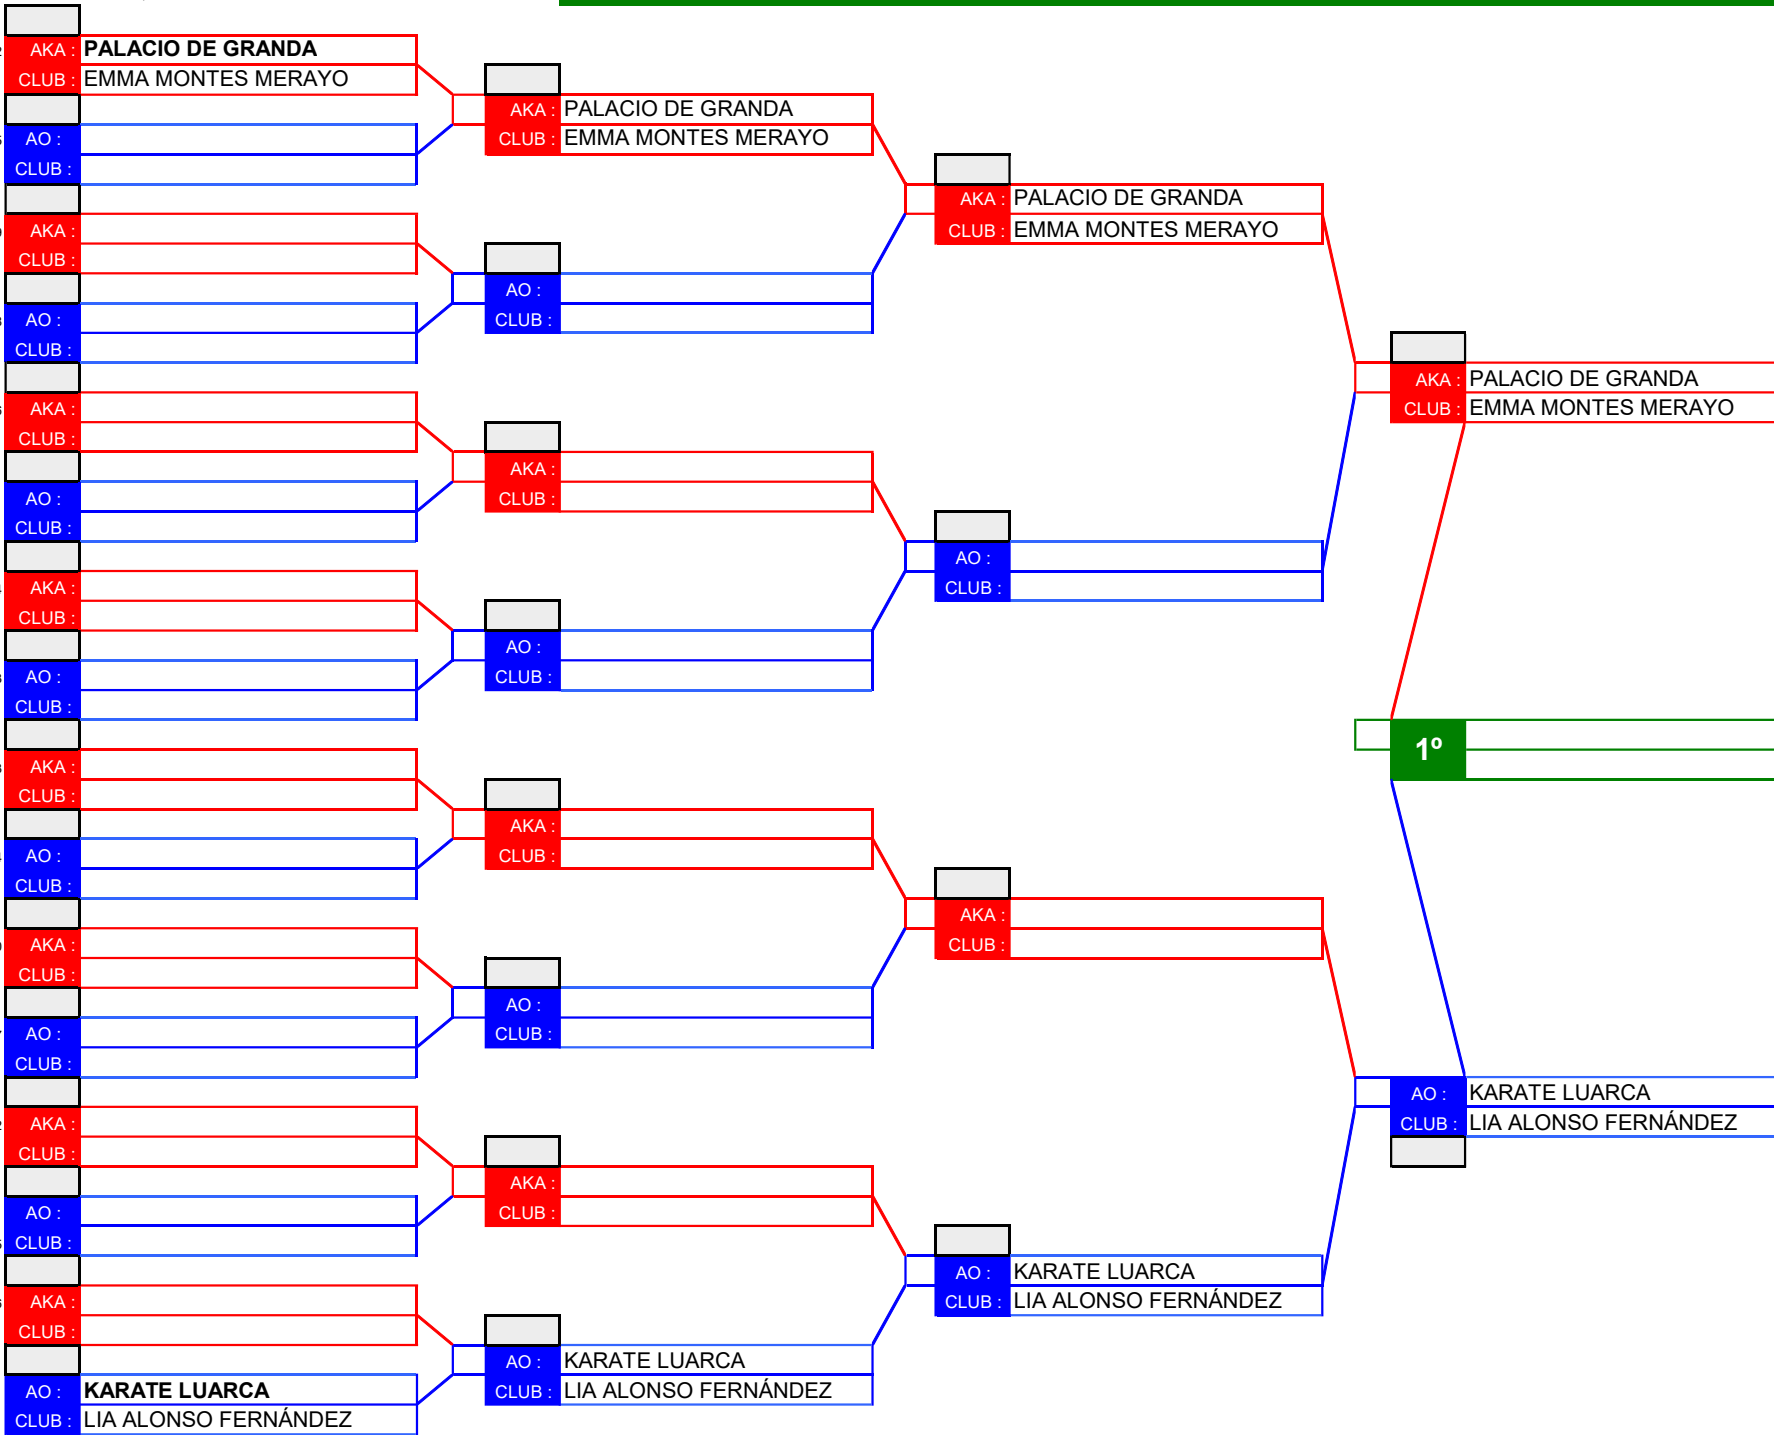 AKA : PALACIO DE GRANDA
CLUB : EMMA MONTES MERAYO
AO :
CLUB :
AKA :
CLUB :
AO :
CLUB :
AKA :
CLUB :
AO :
CLUB :
AKA :
CLUB :
AO :
CLUB :
AKA :
CLUB :
AO :
CLUB :
AKA :
CLUB :
AO :
CLUB :
AKA :
CLUB :
AO :
CLUB :
AKA :
CLUB :
AO : KARATE LUARCA
CLUB : LIA ALONSO FERNÁNDEZ
AKA : PALACIO DE GRANDA
CLUB : EMMA MONTES MERAYO
AO :
CLUB :
AKA :
CLUB :
AO :
CLUB :
AKA :
CLUB :
AO :
CLUB :
AKA :
CLUB :
AO : KARATE LUARCA
CLUB : LIA ALONSO FERNÁNDEZ
AKA : PALACIO DE GRANDA
CLUB : EMMA MONTES MERAYO
AO :
CLUB :
AKA :
CLUB :
AO : KARATE LUARCA
CLUB : LIA ALONSO FERNÁNDEZ
AKA : PALACIO DE GRANDA
CLUB : EMMA MONTES MERAYO
1º
AO : KARATE LUARCA
CLUB : LIA ALONSO FERNÁNDEZ